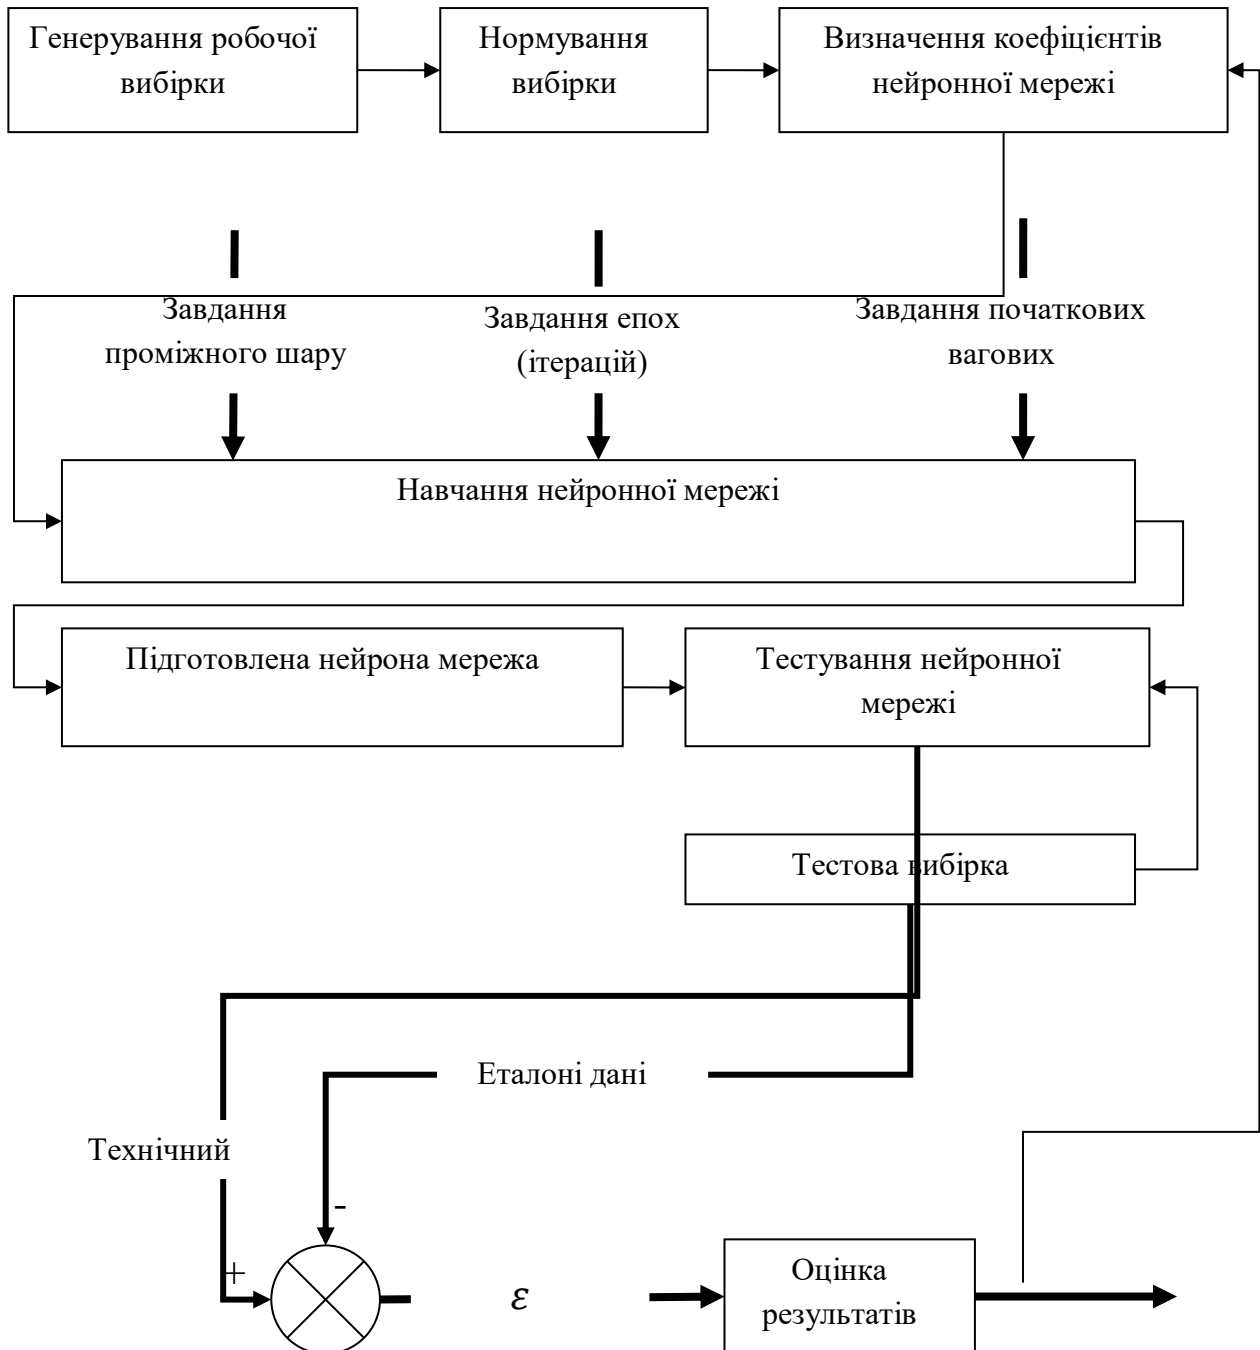 Генерування робочої
вибірки
Нормування
вибірки
Визначення коефіцієнтів
нейронної мережі
Завдання
проміжного шару
Завдання епох
(ітерацій)
Завдання початкових
вагових
Навчання нейронної мережі
Підготовлена нейрона мережа
Тестування нейронної
мережі
Тестова вибірка
Еталоні дані
Технічний
-
+
ε
Оцінка
результатів